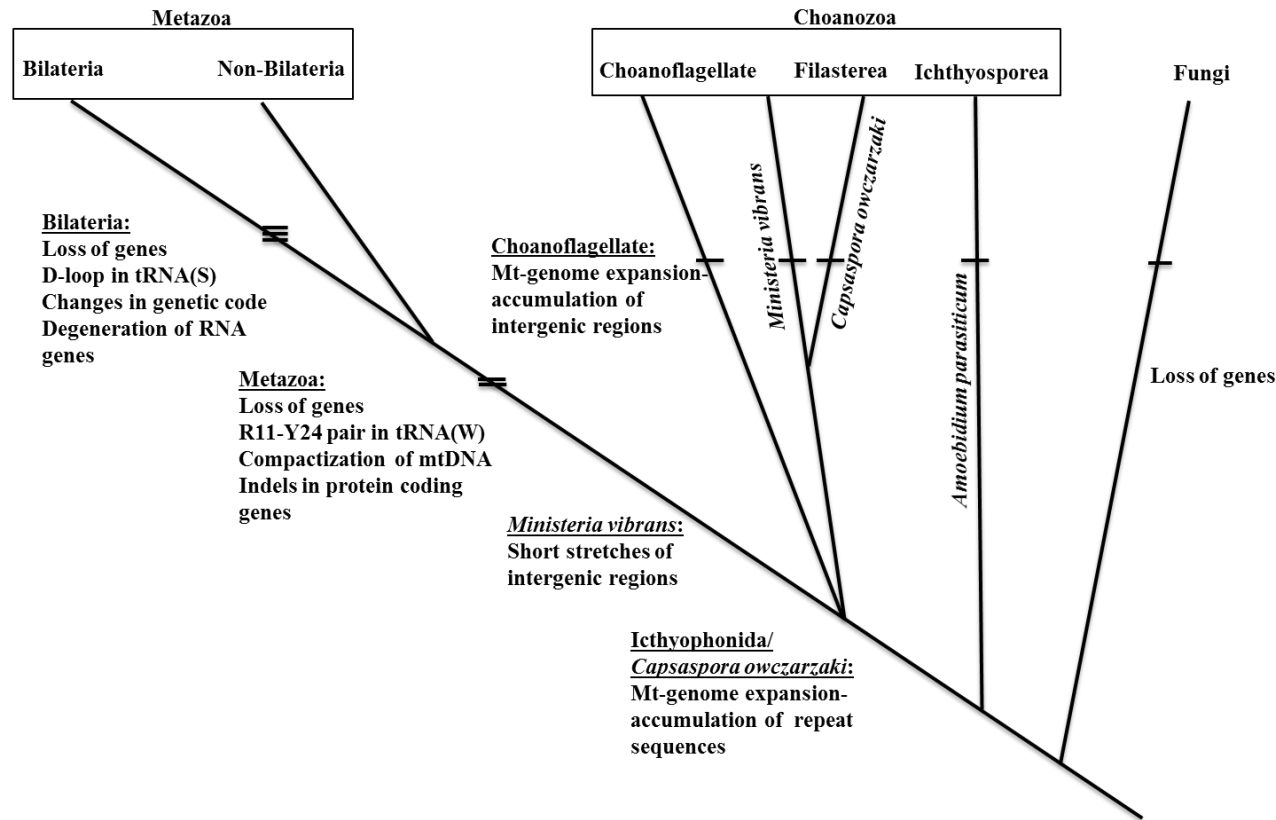 Metazoa
Choanozoa
Bilateria
Non-Bilateria
Choanoflagellate
Filasterea
Ichthyosporea
Fungi
Ministeria vibrans
Capsaspora owczarzaki
Amoebidium parasiticum
Bilateria:
Loss of genes
D-loop in tRNA(S)
Changes in genetic code
Degeneration of RNA
genes
Choanoflagellate:
Mt-genome expansion-
accumulation of
intergenic regions
Loss of genes
Metazoa:
Loss of genes
R11-Y24 pair in tRNA(W)
Compactization of mtDNA
Indels in protein coding
genes
Ministeria vibrans:
Short stretches of
intergenic regions
Icthyophonida/
Capsaspora owczarzaki:
Mt-genome expansion-
accumulation of repeat
sequences